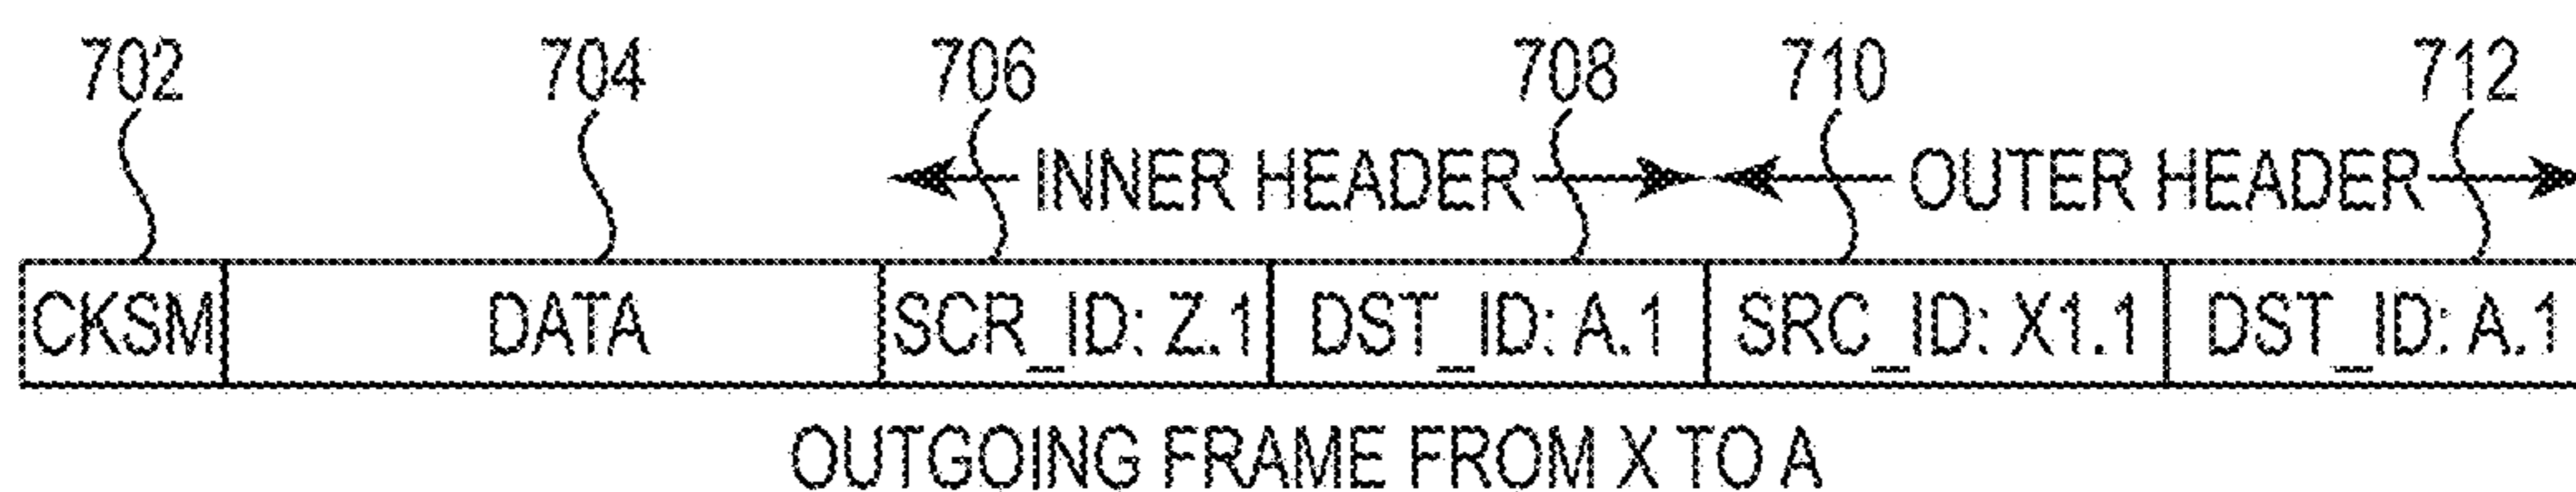 702 704 706 708 710 712
INNER HEADER OUTER HEADER
CKSM DATA SCR_ID: Z.1 DST_ID: A.1 SRC_ID: X1.1 DST_ID: A.1
OUTGOING FRAME FROM X TO A